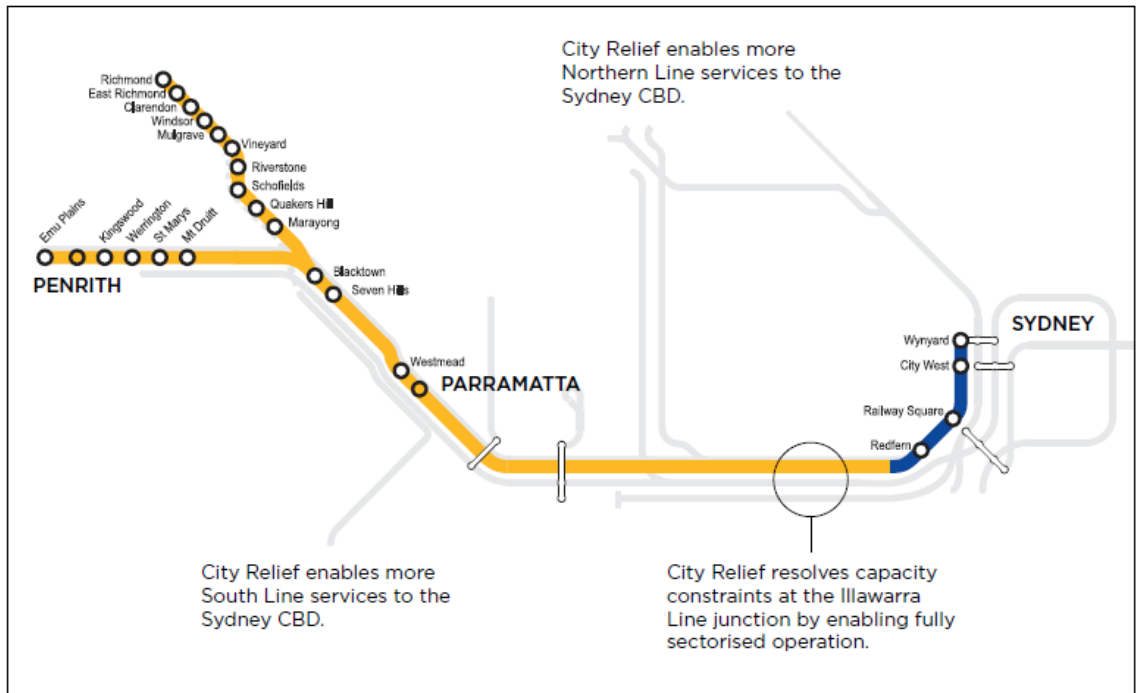 City Relief enables more
Northern Line services to the
Sydney CBD.
Richmond
East Richmond
Clarendon
Windsor
Mulgrave
Vineyard
Riverstone
Schofields
Quakers Hill
Marayong
Emu Plains
Kingswood
Werrington
St Marys
Mt Druitt
PENRITH
Blacktown
Seven Hills
Westmead
PARRAMATTA
SYDNEY
Wynyard
City West
Railway Square
Redfern
City Relief enables more
South Line services to the
Sydney CBD.
City Relief resolves capacity
constraints at the Illawarra
Line junction by enabling fully
sectorised operation.